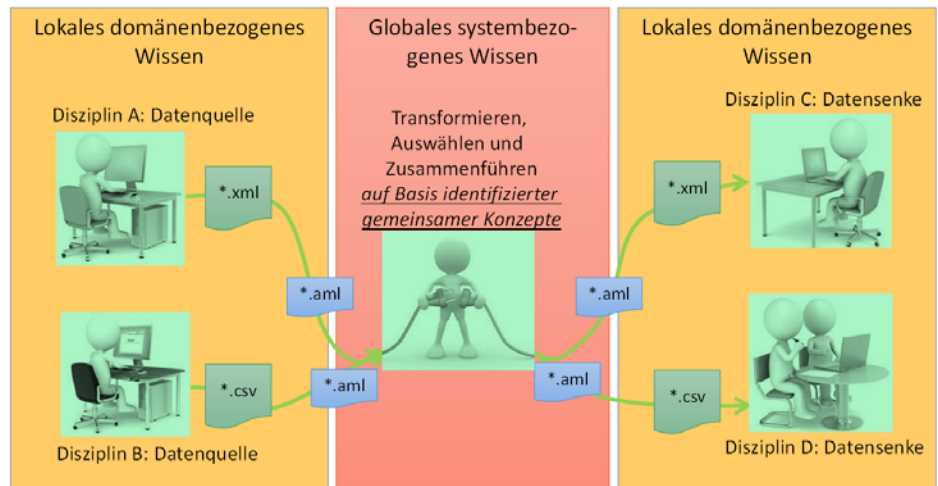 Lokales domänenbezogenes
Wissen
Disziplin A: Datenquelle
*.xml
*.aml
*.csv
*.aml
Disziplin B: Datenquelle
Globales systembezo-
genes Wissen
Transformieren,
Auswählen und
Zusammenführen
auf Basis identifizierter
gemeinsamer Konzepte
Lokales domänenbezogenes
Wissen
Disziplin C: Datensenke
*.xml
*.aml
*.aml
*.csv
Disziplin D: Datensenke